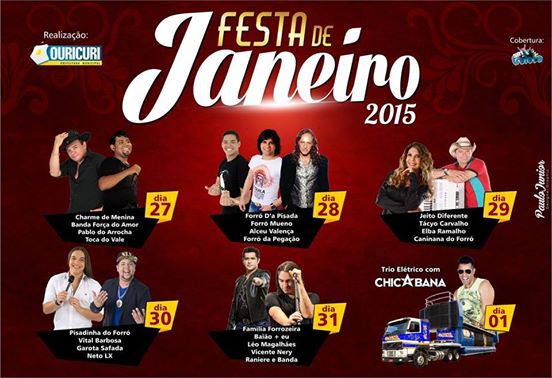 Realização:
OURICURI
PREFEITURA MUNICIPAL
FESTA DE
Janeiro
2015
Cobertura:
Charme de Menina
Banda Força do Amor
Pablo do Arrocha
Toca do Vale
dia
27
Forró D'a Pisada
Forró Mueno
Alceu Valença
Forró da Pegação
dia
28
Jeito Diferente
Tácyo Carvalho
Elba Ramalho
Caninana do Forró
dia
29
Paulo Junior
Pisadinha do Forró
Vital Barbosa
Garota Safada
Neto LX
dia
30
Família Forrozeira
Baião + eu
Léo Magalhães
Vicente Nery
Raniere e Banda
dia
31
Trio Elétrico com
CHICABANA
dia
01